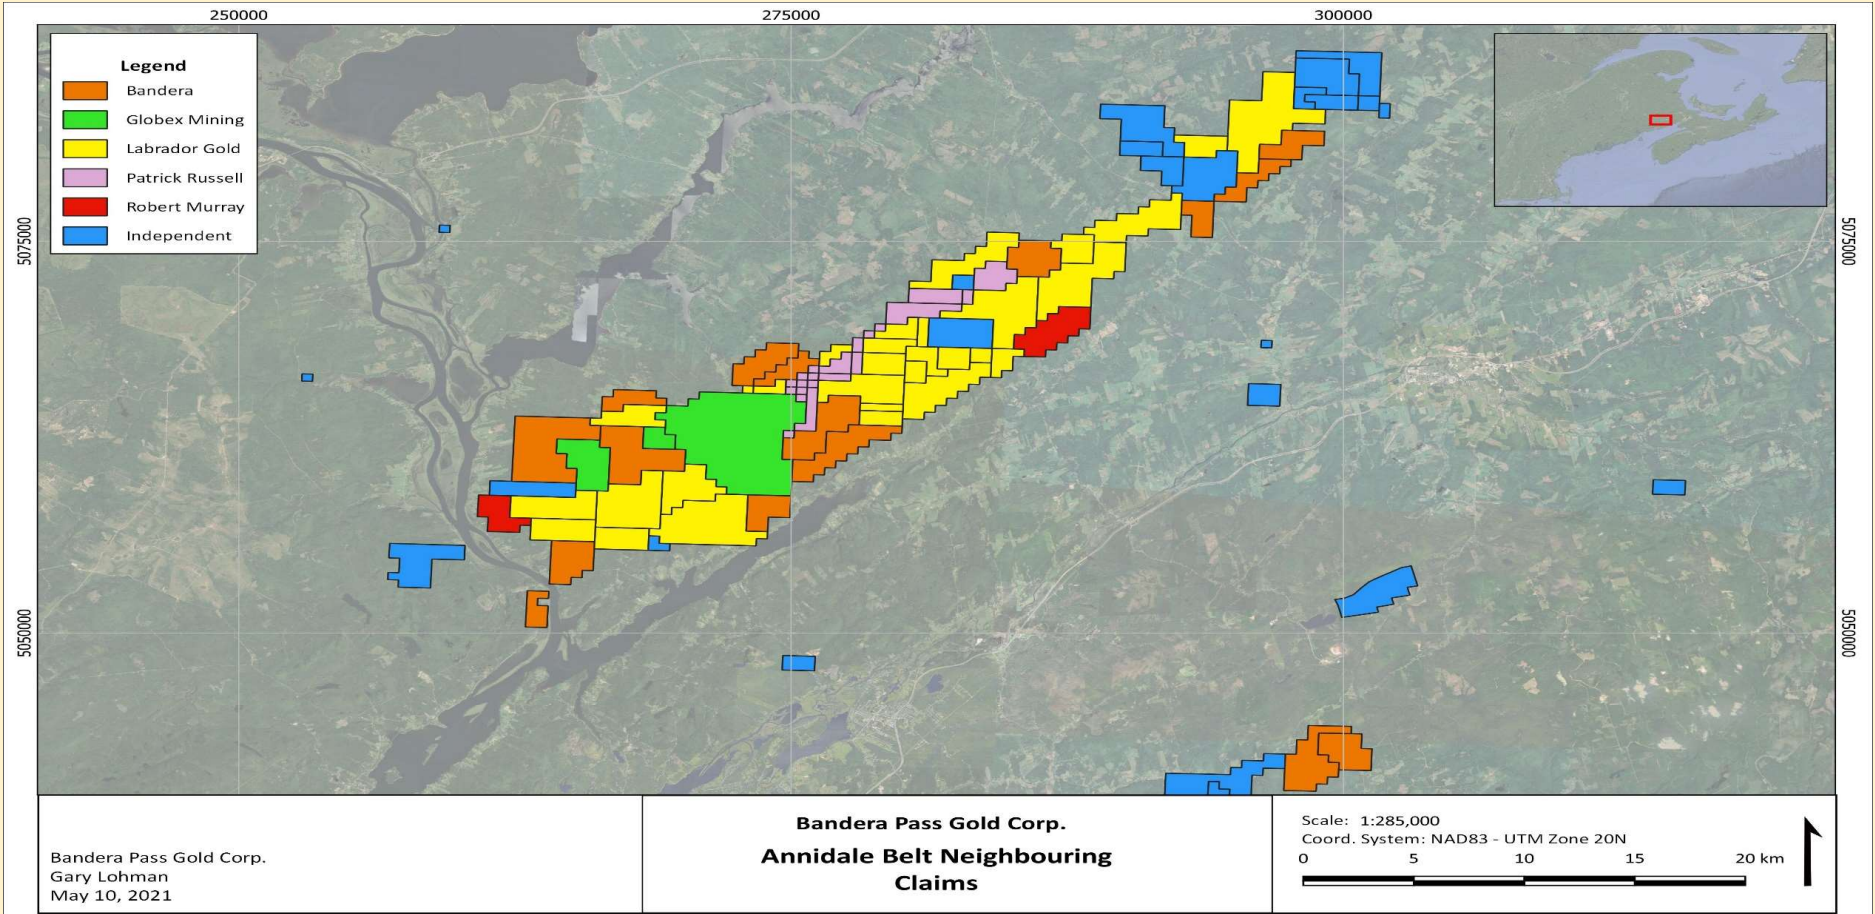 250000
275000
300000
Legend
Bandera
Globex Mining
Labrador Gold
Patrick Russell
Robert Murray
Independent
5075000
5075000
5050000
5050000
Bandera Pass Gold Corp.
Gary Lohman
May 10, 2021
Bandera Pass Gold Corp.
Annidale Belt Neighbouring
Claims
Scale: 1:285,000
Coord. System: NAD83 - UTM Zone 20N
0 5 10 15 20 km